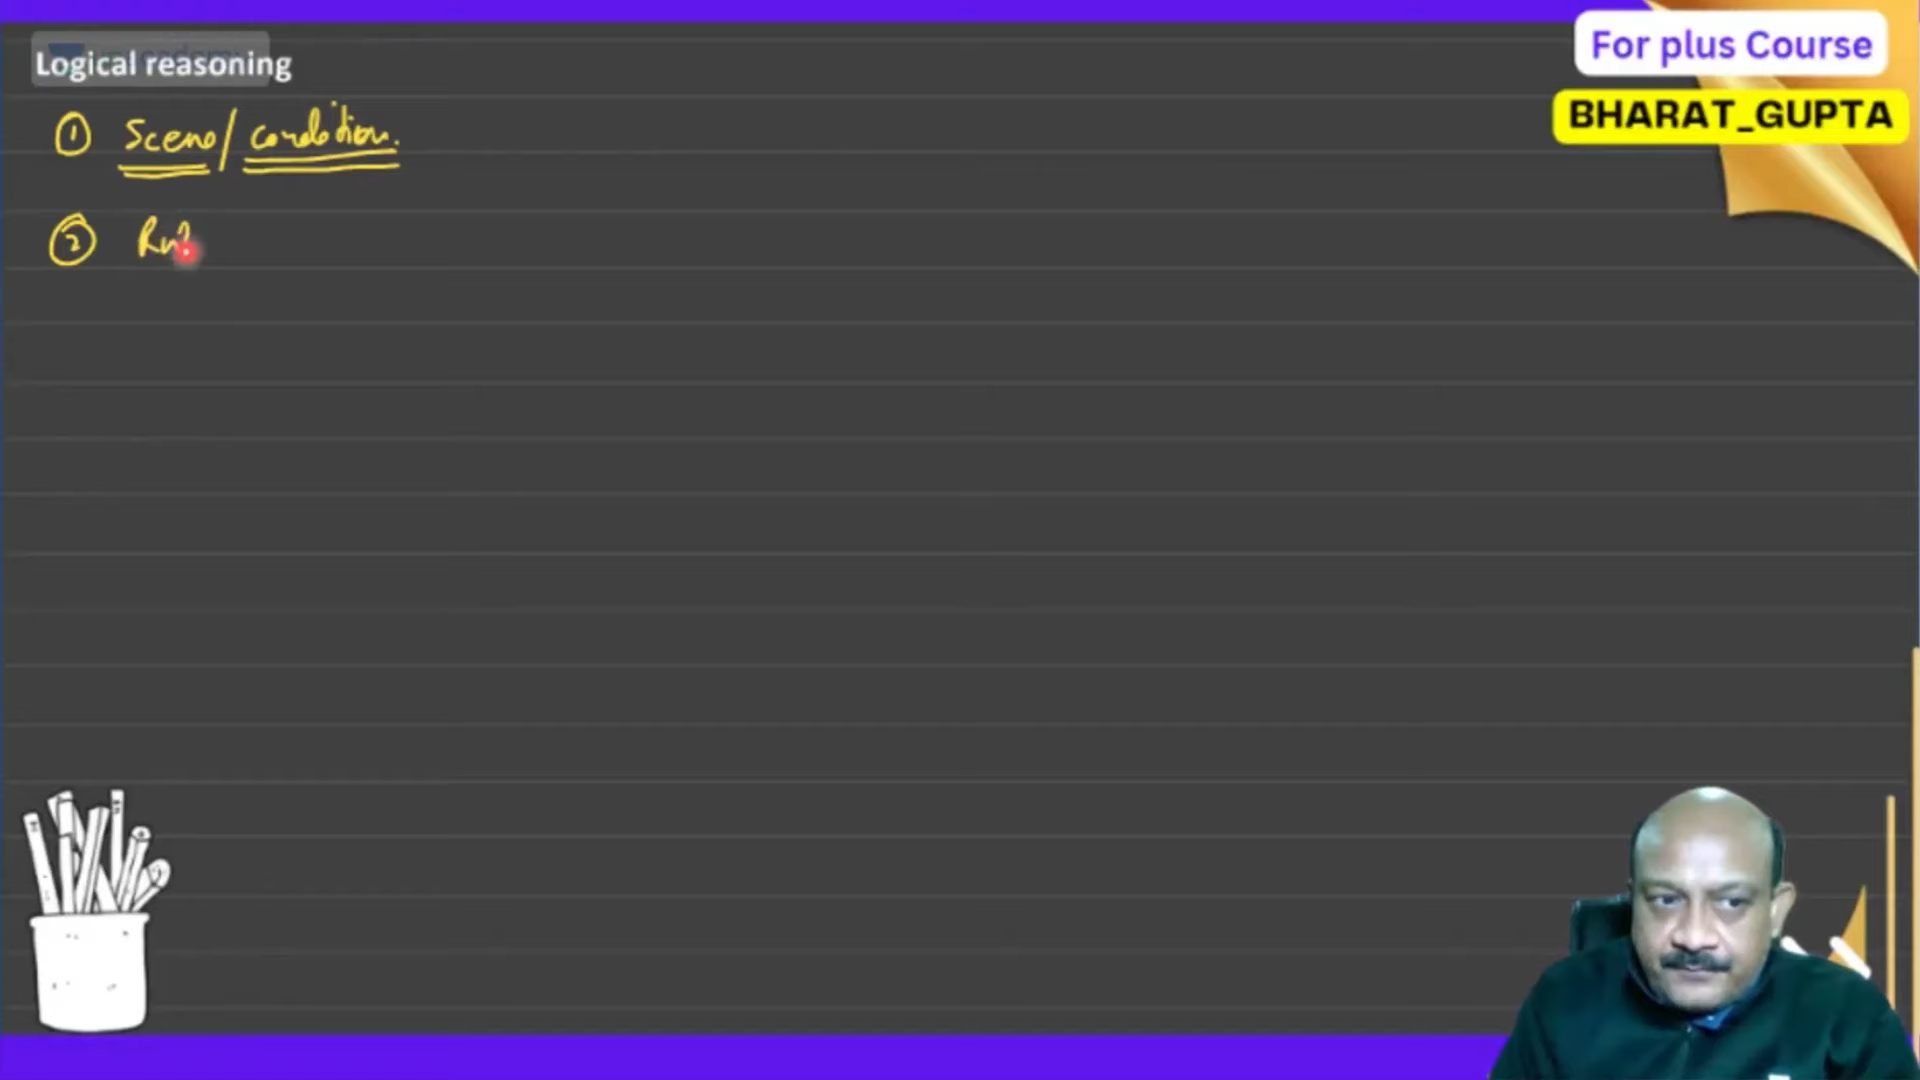 For plus Course
Logical reasoning
BHARAT_GUPTA
① Sceno/condition.
②